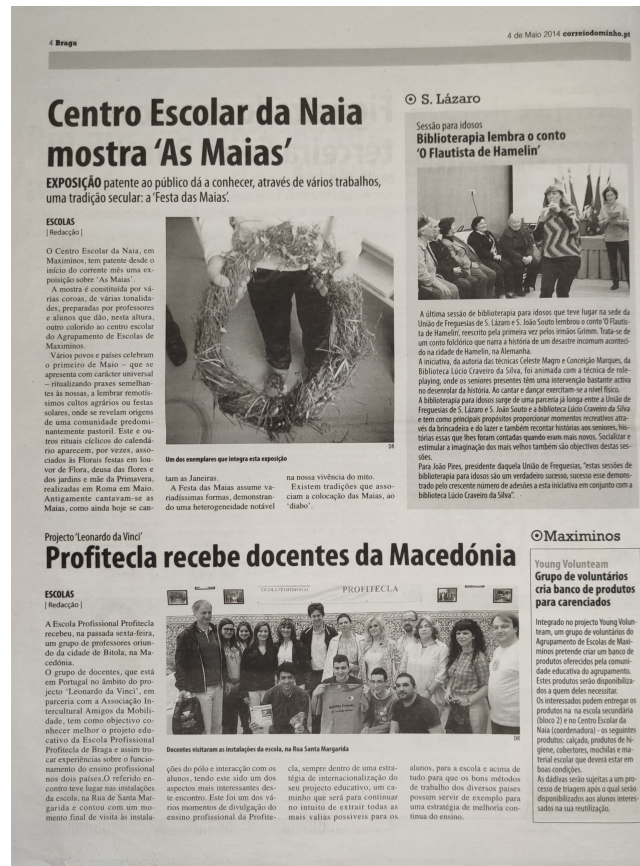 4 Braga
4 de Maio 2014 correiodominho.pt
Centro Escolar da Naia
mostra 'As Maias'
EXPOSIÇÃO patente ao público dá a conhecer, através de vários trabalhos,
uma tradição secular: a 'Festa das Maias'.
ESCOLAS
| Redacção |
O Centro Escolar da Naia, em
Maximinos, tem patente desde o
início do corrente mês uma ex-
posição sobre 'As Maias'.
A mostra é constituída por vá-
rias coroas, de várias tonalida-
des, preparadas por professores
e alunos que dão, nesta altura,
outro colorido ao centro escolar
do Agrupamento de Escolas de
Maximinos.
Vários povos e países celebram
o primeiro de Maio – que se
apresenta com carácter universal
– ritualizando praxes semelhan-
tes às nossas, a lembrar remotís-
simos cultos agrários ou festas
solares, onde se revelam origens
de uma comunidade predomi-
nantemente pastoril. Este e ou-
tros rituais cíclicos do calendá-
rio aparecem, por vezes, asso-
ciados às Florais festas em lou-
vor de Flora, deusa das flores e
dos jardins e mãe da Primavera,
realizadas em Roma em Maio.
Antigamente cantavam-se as
Maias, como ainda hoje se can-
DR
Um dos exemplares que integra esta exposição
tam as Janeiras.
A Festa das Maias assume va-
riadíssimas formas, demonstran-
do uma heterogeneidade notável
na nossa vivência do mito.
Existem tradições que asso-
ciam a colocação das Maias, ao
'diabo'.
S. Lázaro
Sessão para idosos
Biblioterapia lembra o conto
'O Flautista de Hamelin'
A última sessão de biblioterapia para idosos que teve lugar na sede da
União de Freguesias de S. Lázaro e S. João Souto lembrou o conto 'O Flautis-
ta de Hamelin', reescrito pela primeira vez pelos irmãos Grimm. Trata-se de
um conto folclórico que narra a história de um desastre incomum aconteci-
do na cidade de Hamelin, na Alemanha.
A iniciativa, da autoria das técnicas Celeste Magro e Conceição Marques, da
Biblioteca Lúcio Craveiro da Silva, foi animada com a técnica de role-
playing, onde os seniores presentes têm uma intervenção bastante activa
no desenrolar da história. Ao cantar e dançar exercitam-se a nível físico.
A biblioterapia para idosos surge de uma parceria já longa entre a União de
Freguesias de S. Lázaro e S. João Souto e a biblioteca Lúcio Craveiro da Silva
e tem como principais propósitos proporcionar momentos recreativos atra-
vés da brincadeira e do lazer e também recontar histórias aos seniores, his-
tórias essas que lhes foram contadas quando eram mais novos. Socializar e
estimular a imaginação dos mais velhos também são objectivos destas ses-
sões.
Para João Pires, presidente daquela União de Freguesias, "estas sessões de
biblioterapia para idosos são um verdadeiro sucesso, sucesso esse demons-
trado pelo crescente número de adesões a esta iniciativa em conjunto com a
biblioteca Lúcio Craveiro da Silva".
Projecto 'Leonardo da Vinci'
Profitecla recebe docentes da Macedónia
ESCOLAS
| Redacção |
A Escola Profissional Profitecla
recebeu, na passada sexta-feira,
um grupo de professores oriun-
do da cidade de Bitola, na Ma-
cedónia.
O grupo de docentes, que está
em Portugal no âmbito do pro-
jecto 'Leonardo da Vinci', em
parceria com a Associação In-
tercultural Amigos da Mobili-
dade, tem como objectivo co-
nhecer melhor o projeto edu-
cativo da Escola Profissional
Profitecla de Braga e assim tro-
car experiências sobre o funcio-
namento do ensino profissional
nos dois países.O referido en-
contro teve lugar nas instalações
da escola, na Rua de Santa Mar-
garida e contou com um mo-
mento final de visita às instala-
PROFITECLA
DR
Docentes visitaram as instalações da escola, na Rua Santa Margarida
ções do pólo e interacção com os
alunos, tendo este sido um dos
aspectos mais interessantes des-
te encontro. Este foi um dos vá-
rios momentos de divulgação do
ensino profissional da Profite-
cla, sempre dentro de uma estra-
tégia de internacionalização do
seu projecto educativo, um ca-
minho que será para continuar
no intuito de extrair todas as
mais valias possíveis para os
alunos, para a escola e acima de
tudo para que os bons métodos
de trabalho dos diversos países
possam servir de exemplo para
uma estratégia de melhoria con-
tínua do ensino.
Maximinos
Young Volunteam
Grupo de voluntários
cria banco de produtos
para carenciados
Integrado no projecto Young Volun-
team, um grupo de voluntários do
Agrupamento de Escolas de Maxi-
minos pretende criar um banco de
produtos oferecidos pela comuni-
dade educativa do agrupamento.
Estes produtos serão disponibiliza-
dos a quem deles necessitar.
Os interessados podem entregar os
produtos na na escola secundária
(bloco 2) e no Centro Escolar da
Naia (coordenadora) - os seguintes
produtos: calçado, produtos de hi-
giene, cobertores, mochilas e ma-
terial escolar que deverá estar em
boas condições.
As dádivas serão sujeitas a um pro-
cesso de triagem após o qual serão
disponibilizados aos alunos interes-
sados na sua reutilização.